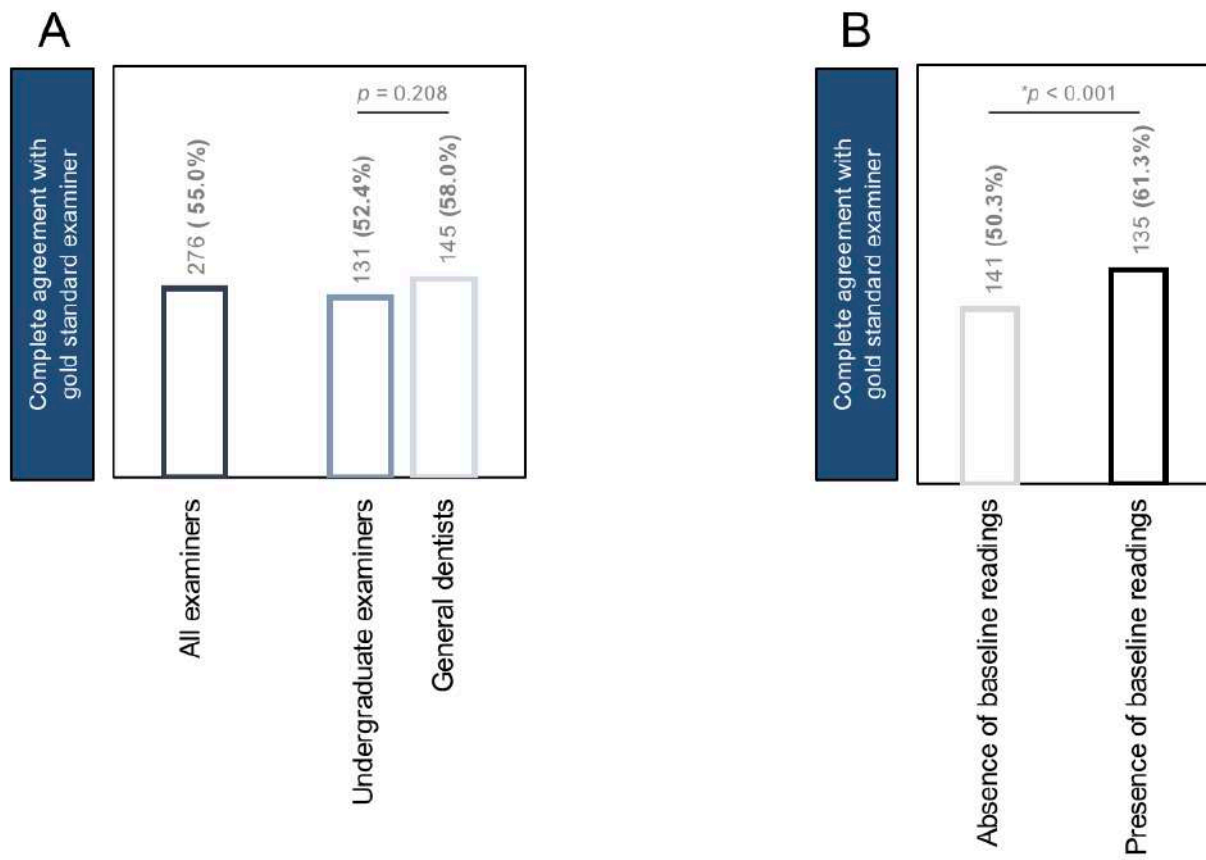 A
Complete agreement with
gold standard examiner
p = 0.208
276 ( 55.0%)
131 (52.4%)
145 (58.0%)
All examiners
Undergraduate examiners
General dentists
B
Complete agreement with
gold standard examiner
*p < 0.001
141 (50.3%)
135 (61.3%)
Absence of baseline readings
Presence of baseline readings